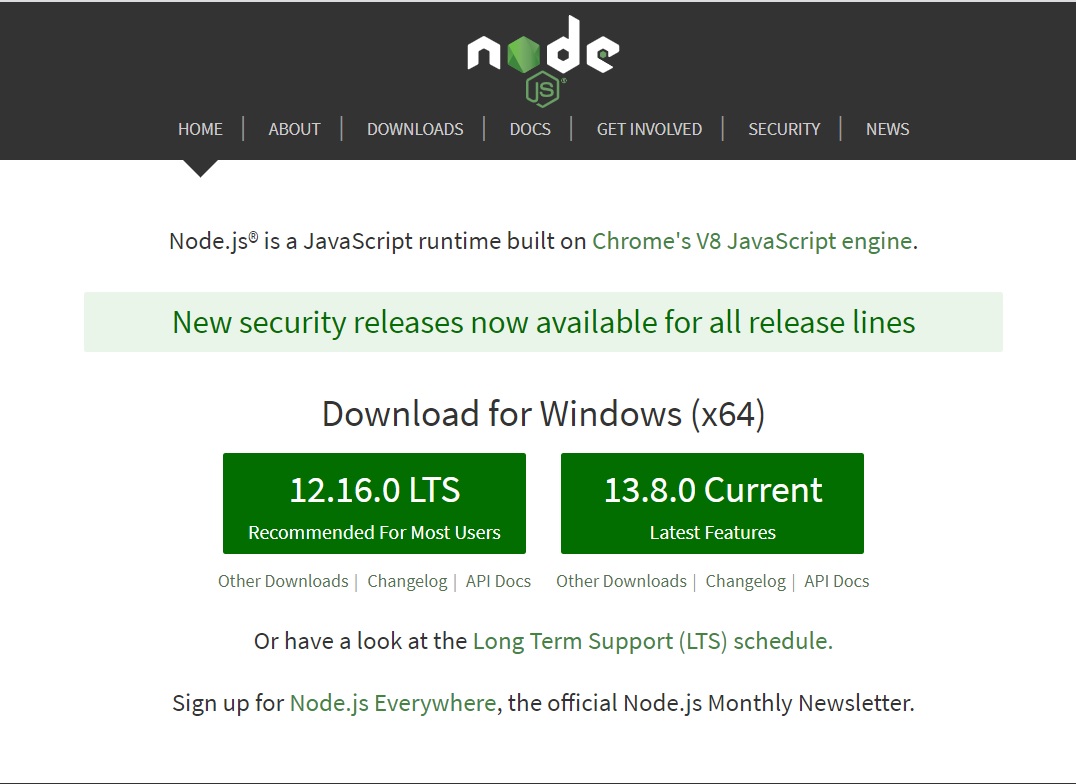 node
JS®
HOME | ABOUT | DOWNLOADS | DOCS | GET INVOLVED | SECURITY | NEWS
Node.js® is a JavaScript runtime built on Chrome's V8 JavaScript engine.
New security releases now available for all release lines
Download for Windows (x64)
12.16.0 LTS
Recommended For Most Users
13.8.0 Current
Latest Features
Other Downloads | Changelog | API Docs
Other Downloads | Changelog | API Docs
Or have a look at the Long Term Support (LTS) schedule.
Sign up for Node.js Everywhere, the official Node.js Monthly Newsletter.